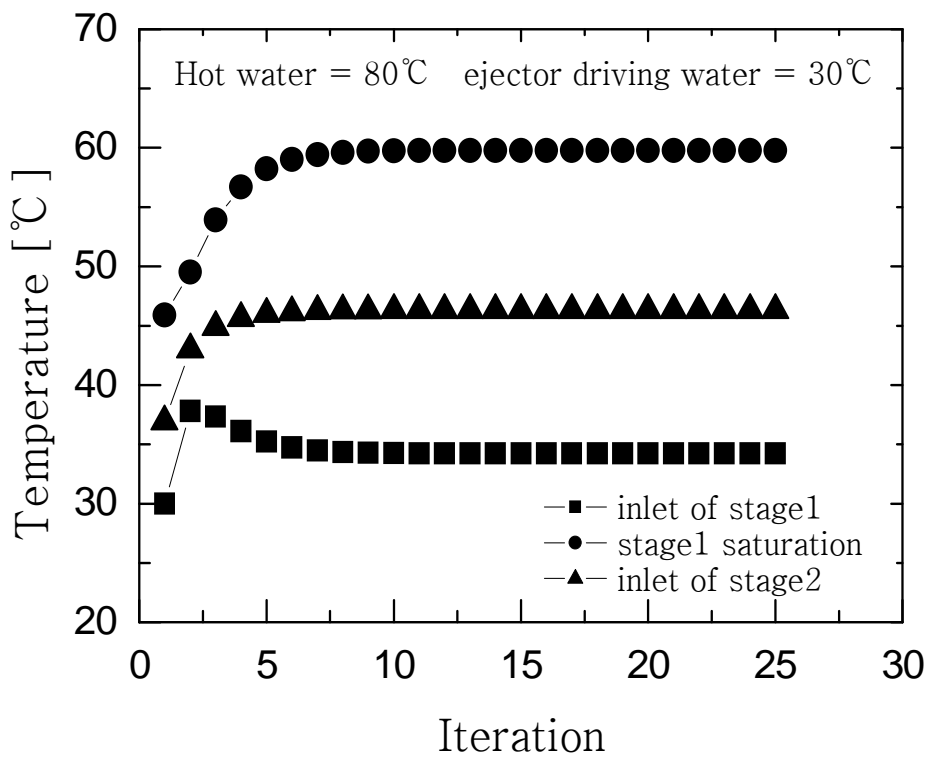 70
Hot water = 80℃ ejector driving water = 30℃
60
50
40
30
20
Temperature [℃]
inlet of stage1
stage1 saturation
inlet of stage2
0 5 10 15 20 25 30
Iteration